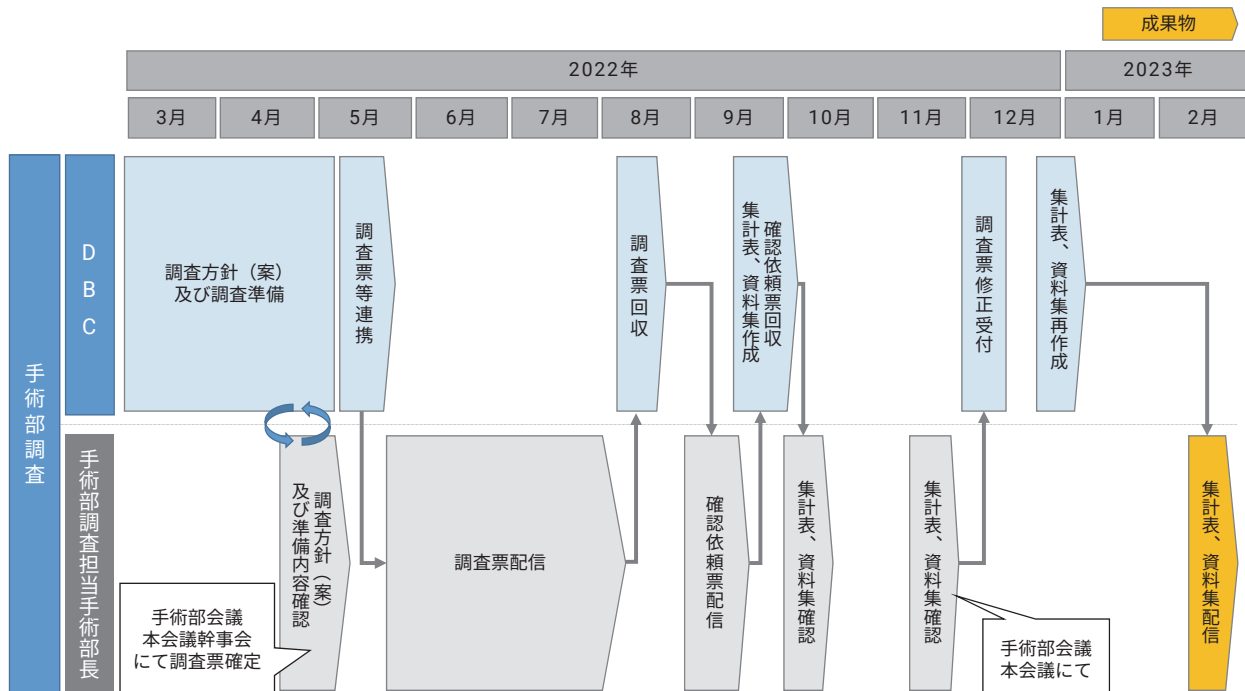 成果物
2022年
2023年
3月
4月
5月
6月
7月
8月
9月
10月
11月
12月
1月
2月
手術部調査
DBC
調査方針（案）
及び調査準備
調査票等連携
調査票回収
確認依頼票回収
集計表、資料集作成
調査票修正受付
集計表、資料集再作成
手術部調査担当手術部長
調査方針（案）
及び準備内容確認
手術部会議
本会議幹事会
にて調査票確定
調査票配信
確認依頼票配信
集計表、資料集確認
集計表、資料集確認
手術部会議
本会議にて
集計表、資料集配信